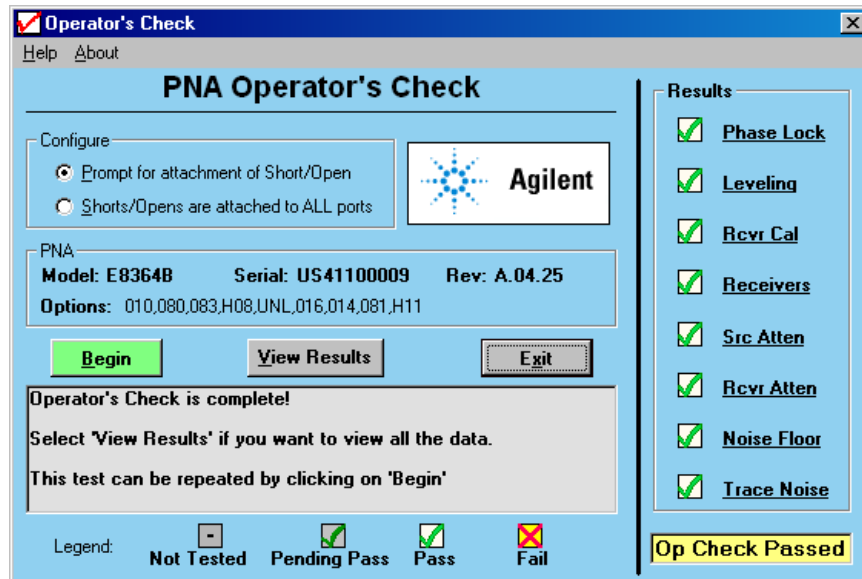 Operator's Check
Help About
PNA Operator's Check
Configure
Prompt for attachment of Short/Open
Shorts/Opens are attached to ALL ports
Agilent
PNA
Model: E8364B Serial: US41100009 Rev: A.04.25
Options: 010,080,083,H08,UNL,016,014,081,H11
Begin View Results Exit
Operator's Check is complete!
Select 'View Results' if you want to view all the data.
This test can be repeated by clicking on 'Begin'
Legend: Not Tested Pending Pass Pass Fail
Results
Phase Lock
Leveling
Rcvr Cal
Receivers
Src Atten
Rcvr Atten
Noise Floor
Trace Noise
Op Check Passed